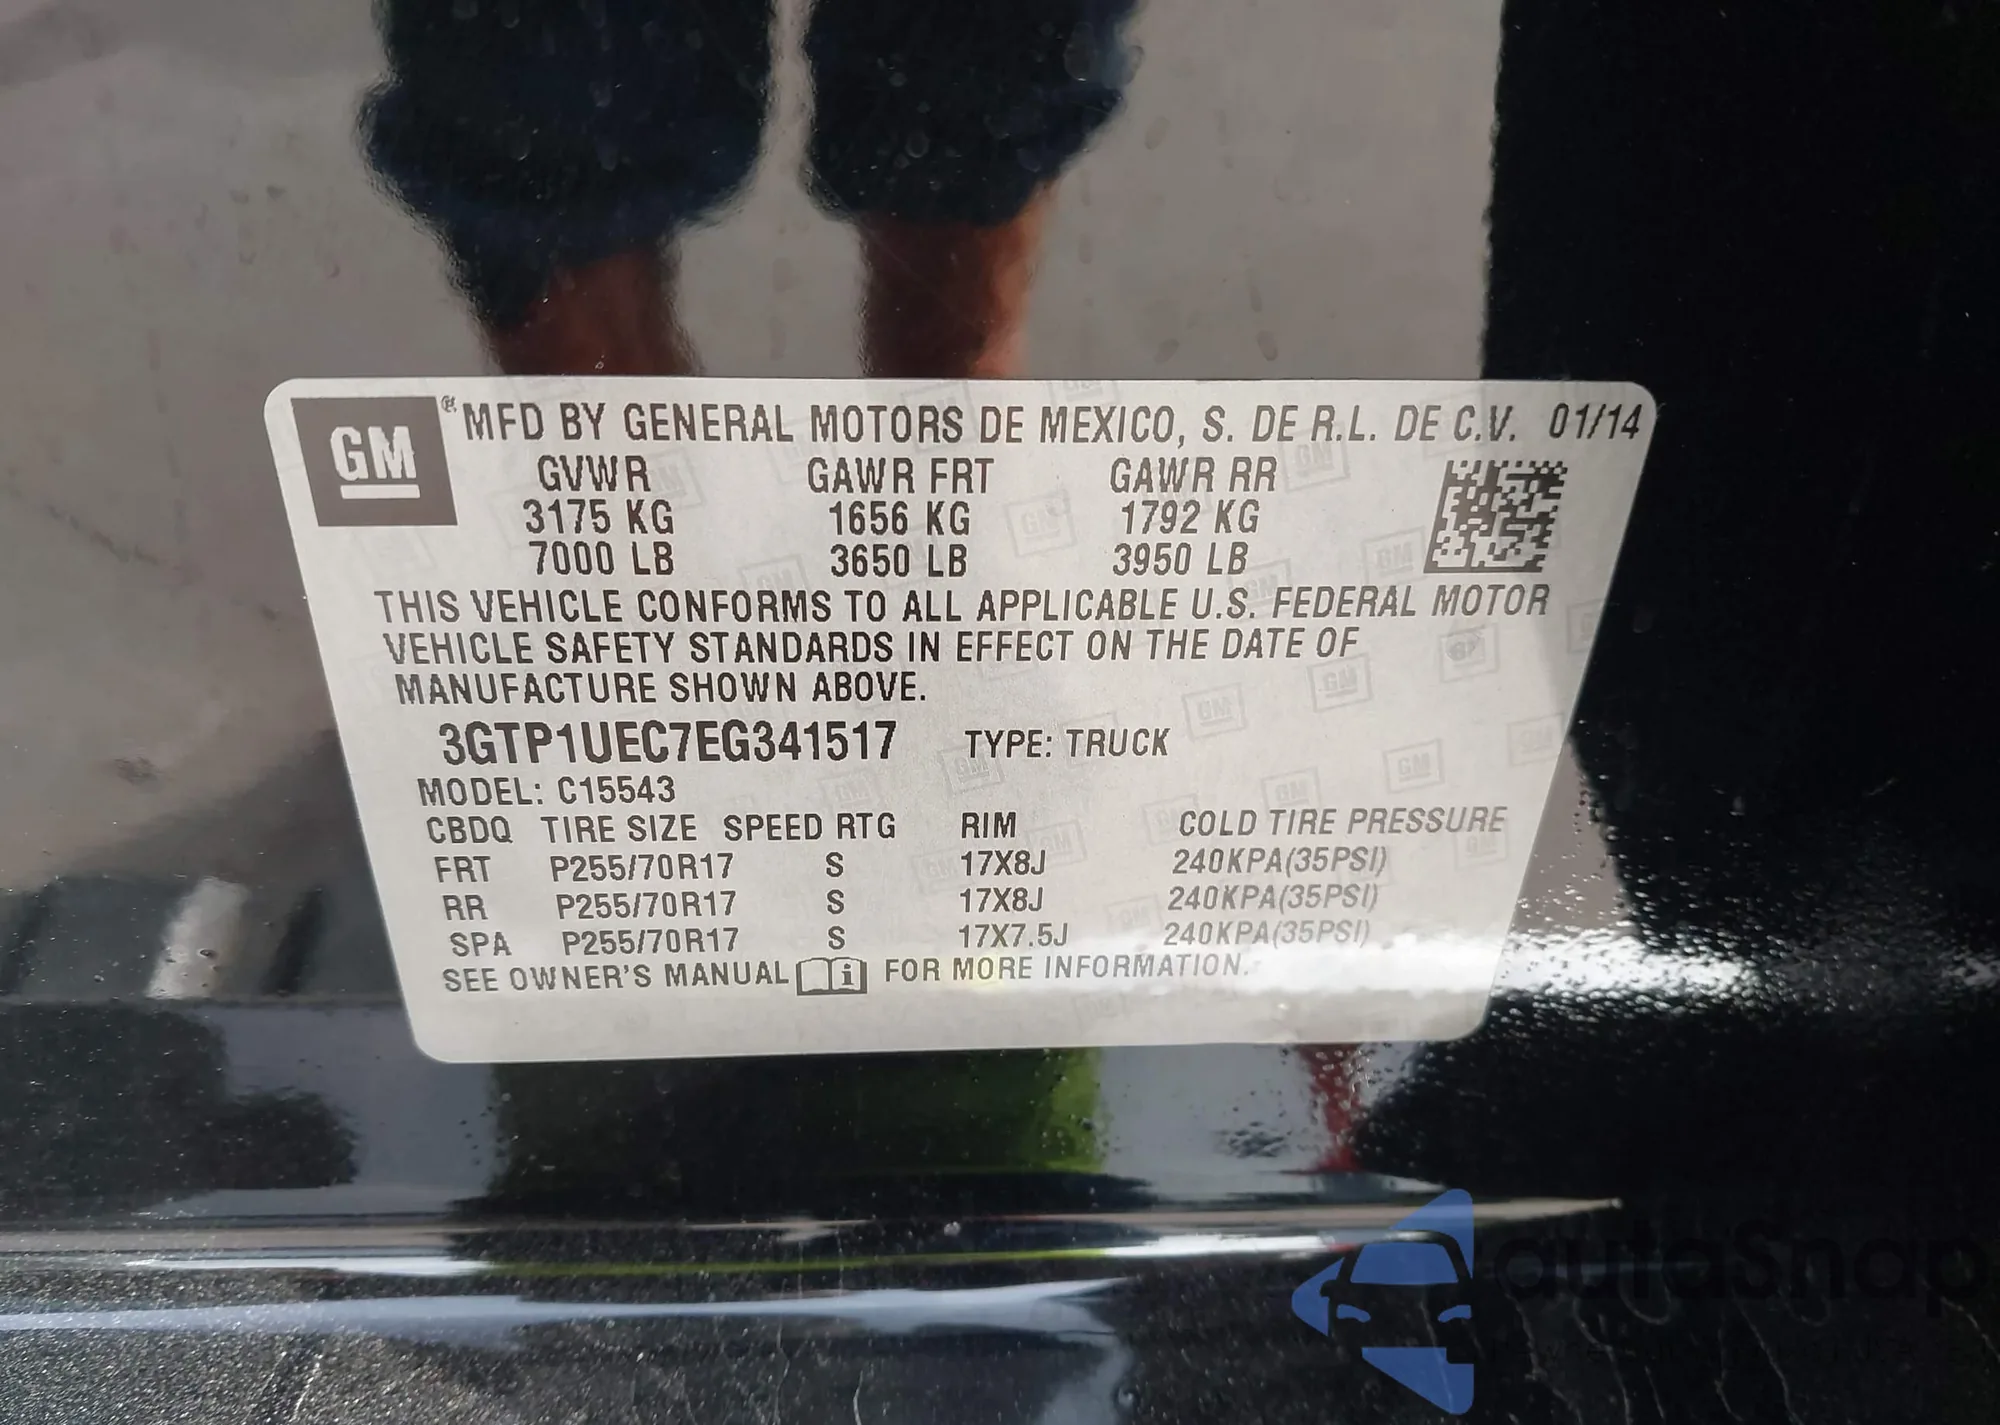 GM ® MFD BY GENERAL MOTORS DE MEXICO, S. DE R.L. DE C.V. 01/14
GVWR GAWR FRT GAWR RR
3175 KG 1656 KG 1792 KG
7000 LB 3650 LB 3950 LB
THIS VEHICLE CONFORMS TO ALL APPLICABLE U.S. FEDERAL MOTOR
VEHICLE SAFETY STANDARDS IN EFFECT ON THE DATE OF
MANUFACTURE SHOWN ABOVE.
3GTP1UEC7EG341517 TYPE: TRUCK
MODEL: C15543
CBDQ TIRE SIZE SPEED RTG RIM COLD TIRE PRESSURE
FRT P255/70R17 S 17X8J 240KPA(35PSI)
RR P255/70R17 S 17X8J 240KPA(35PSI)
SPA P255/70R17 S 17X7.5J 240KPA(35PSI)
SEE OWNER'S MANUAL i FOR MORE INFORMATION.
autoSnap